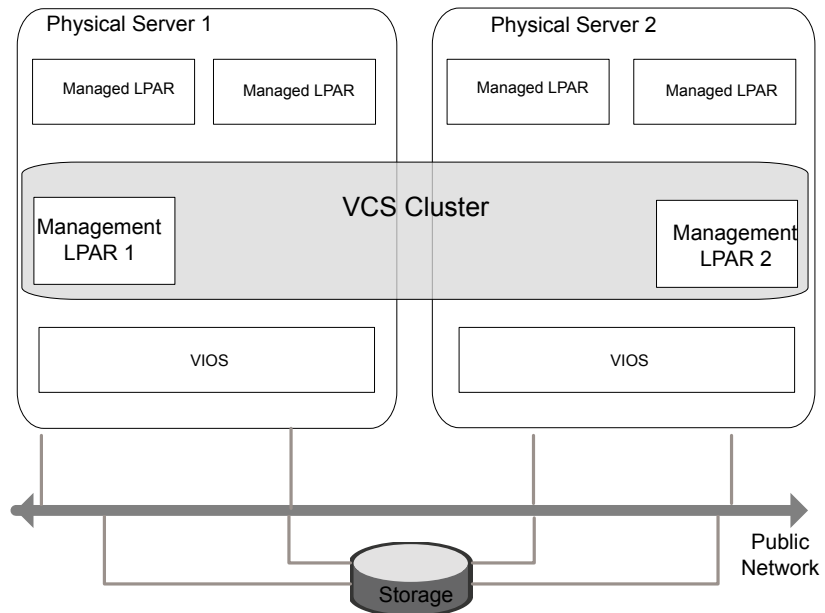 Physical Server 1
Physical Server 2
Managed LPAR
Managed LPAR
Managed LPAR
Managed LPAR
VCS Cluster
Management
LPAR 1
Management
LPAR 2
VIOS
VIOS
Public
Network
Storage